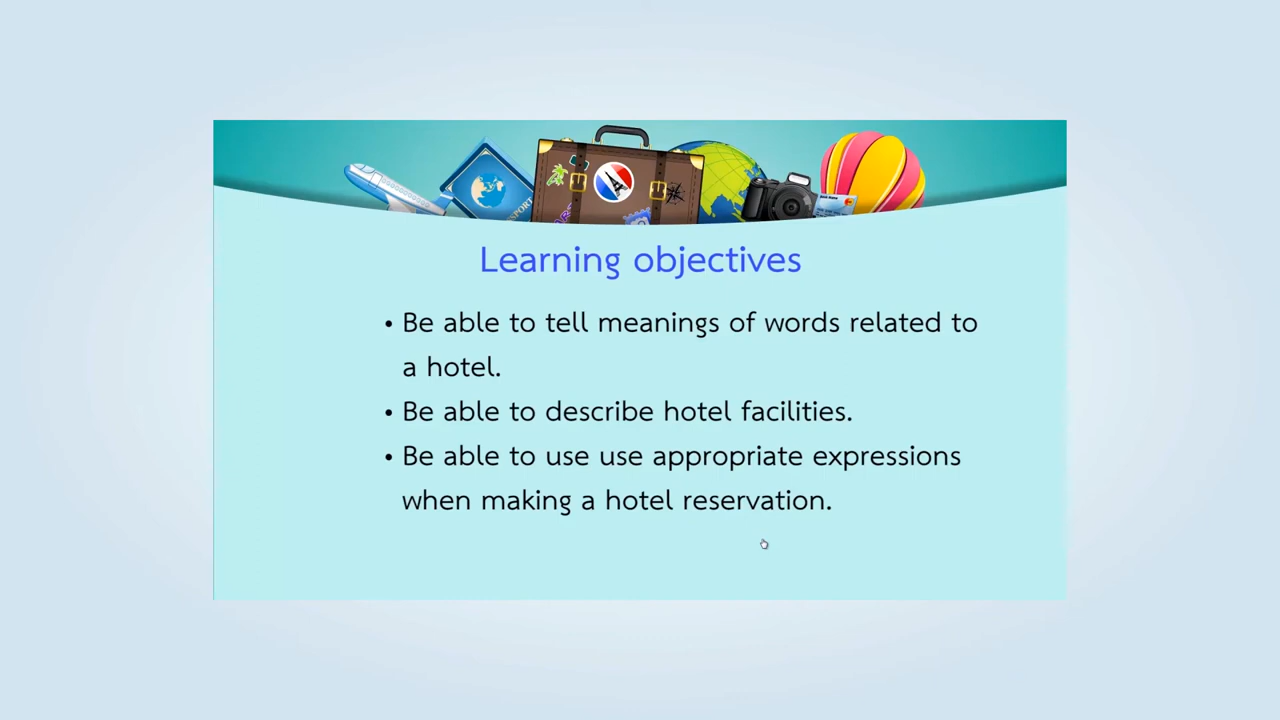 Learning objectives
• Be able to tell meanings of words related to
a hotel.
• Be able to describe hotel facilities.
• Be able to use use appropriate expressions
when making a hotel reservation.